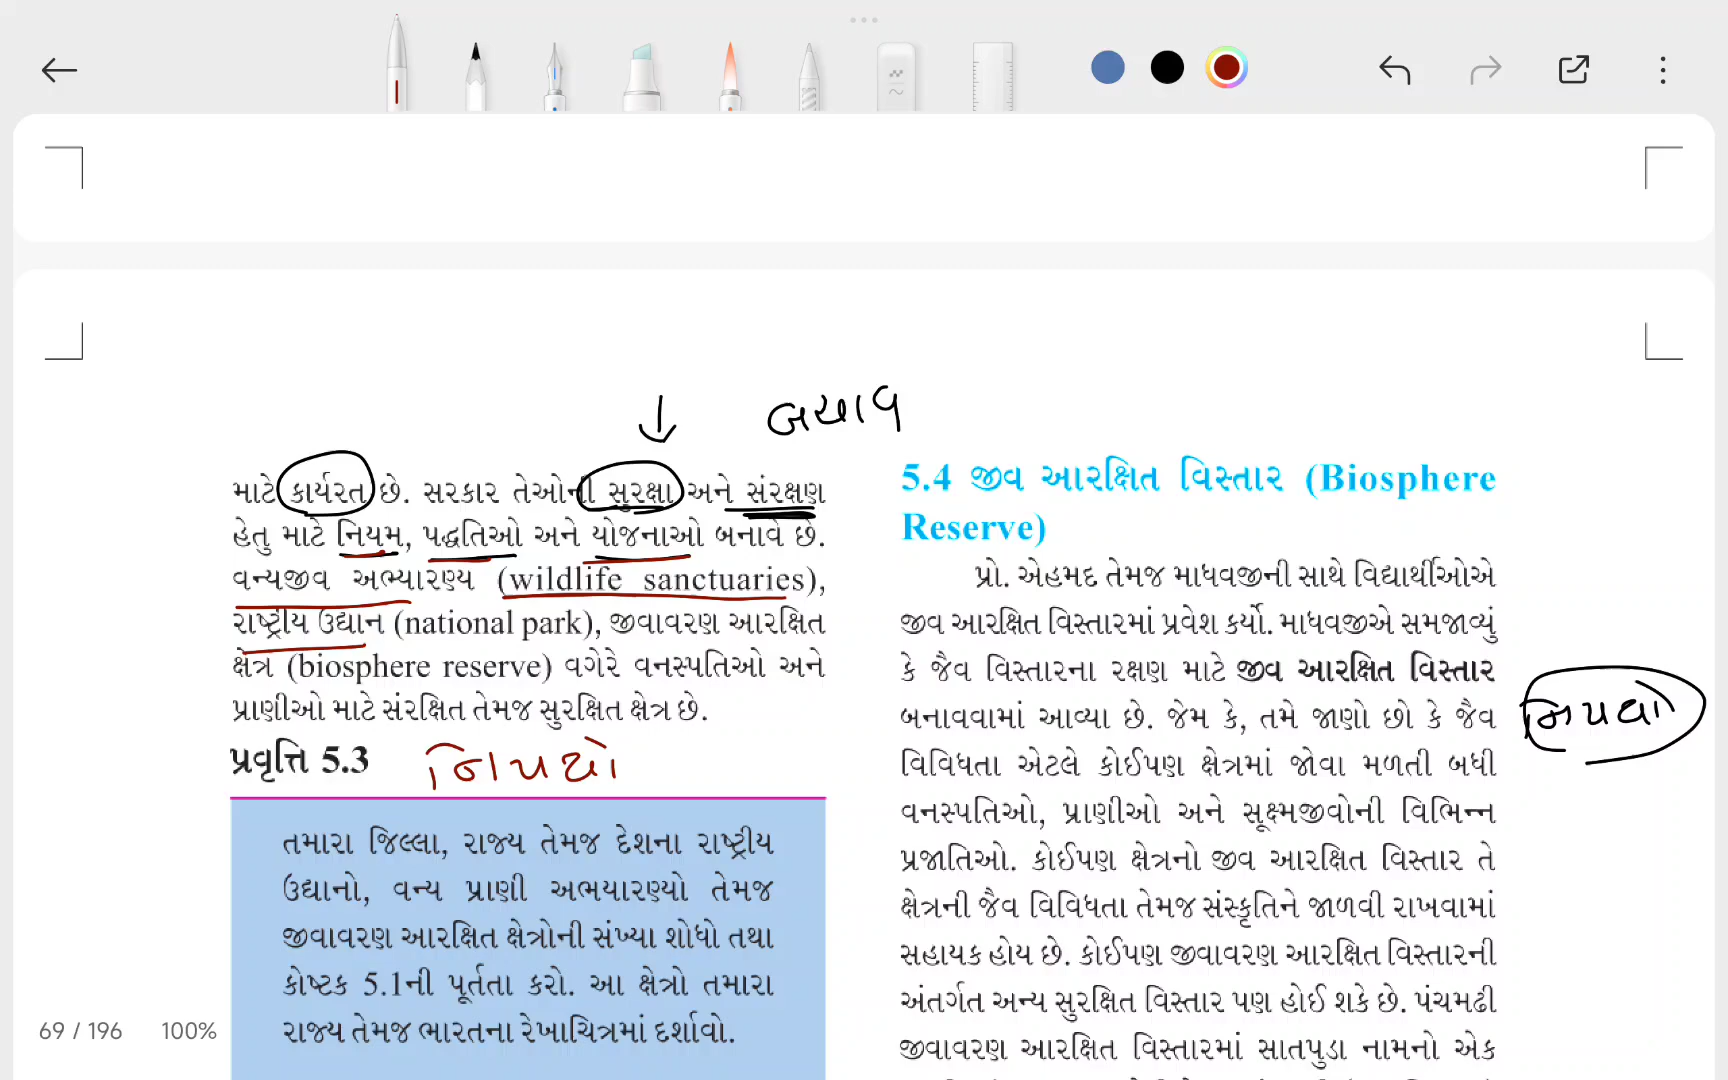 બચાવ
માટે કાર્યરત છે. સરકાર તેઓની સુરક્ષા અને સંરક્ષણ
હેતુ માટે નિયમ, પદ્ધતિઓ અને યોજનાઓ બનાવે છે.
વન્યજીવ અભ્યારણ્ય (wildlife sanctuaries),
રાષ્ટ્રીય ઉદ્યાન (national park), જીવાવરણ આરક્ષિત
ક્ષેત્ર (biosphere reserve) વગેરે વનસ્પતિઓ અને
પ્રાણીઓ માટે સંરક્ષિત તેમજ સુરક્ષિત ક્ષેત્ર છે.
પ્રવૃત્તિ 5.3
તમારા જિલ્લા, રાજ્ય તેમજ દેશના રાષ્ટ્રીય
ઉદ્યાનો, વન્ય પ્રાણી અભયારણ્યો તેમજ
જીવાવરણ આરક્ષિત ક્ષેત્રોની સંખ્યા શોધો તથા
કોષ્ટક 5.1ની પૂર્તતા કરો. આ ક્ષેત્રો તમારા
રાજ્ય તેમજ ભારતના રેખાચિત્રમાં દર્શાવો.
5.4 જીવ આરક્ષિત વિસ્તાર (Biosphere
Reserve)
પ્રો. એહમદ તેમજ માધવજીની સાથે વિદ્યાર્થીઓએ
જીવ આરક્ષિત વિસ્તારમાં પ્રવેશ કર્યો. માધવજીએ સમજાવ્યું
કે જૈવ વિસ્તારના રક્ષણ માટે જીવ આરક્ષિત વિસ્તાર
બનાવવામાં આવ્યા છે. જેમ કે, તમે જાણો છો કે જૈવ
વિવિધતા એટલે કોઈપણ ક્ષેત્રમાં જોવા મળતી બધી
વનસ્પતિઓ, પ્રાણીઓ અને સૂક્ષ્મજીવોની વિભિન્ન
પ્રજાતિઓ. કોઈપણ ક્ષેત્રનો જીવ આરક્ષિત વિસ્તાર તે
ક્ષેત્રની જૈવ વિવિધતા તેમજ સંસ્કૃતિને જાળવી રાખવામાં
સહાયક હોય છે. કોઈપણ જીવાવરણ આરક્ષિત વિસ્તારની
અંતર્ગત અન્ય સુરક્ષિત વિસ્તાર પણ હોઈ શકે છે. પંચમઢી
જીવાવરણ આરક્ષિત વિસ્તારમાં સાતપુડા નામનો એક
69 / 196 100%